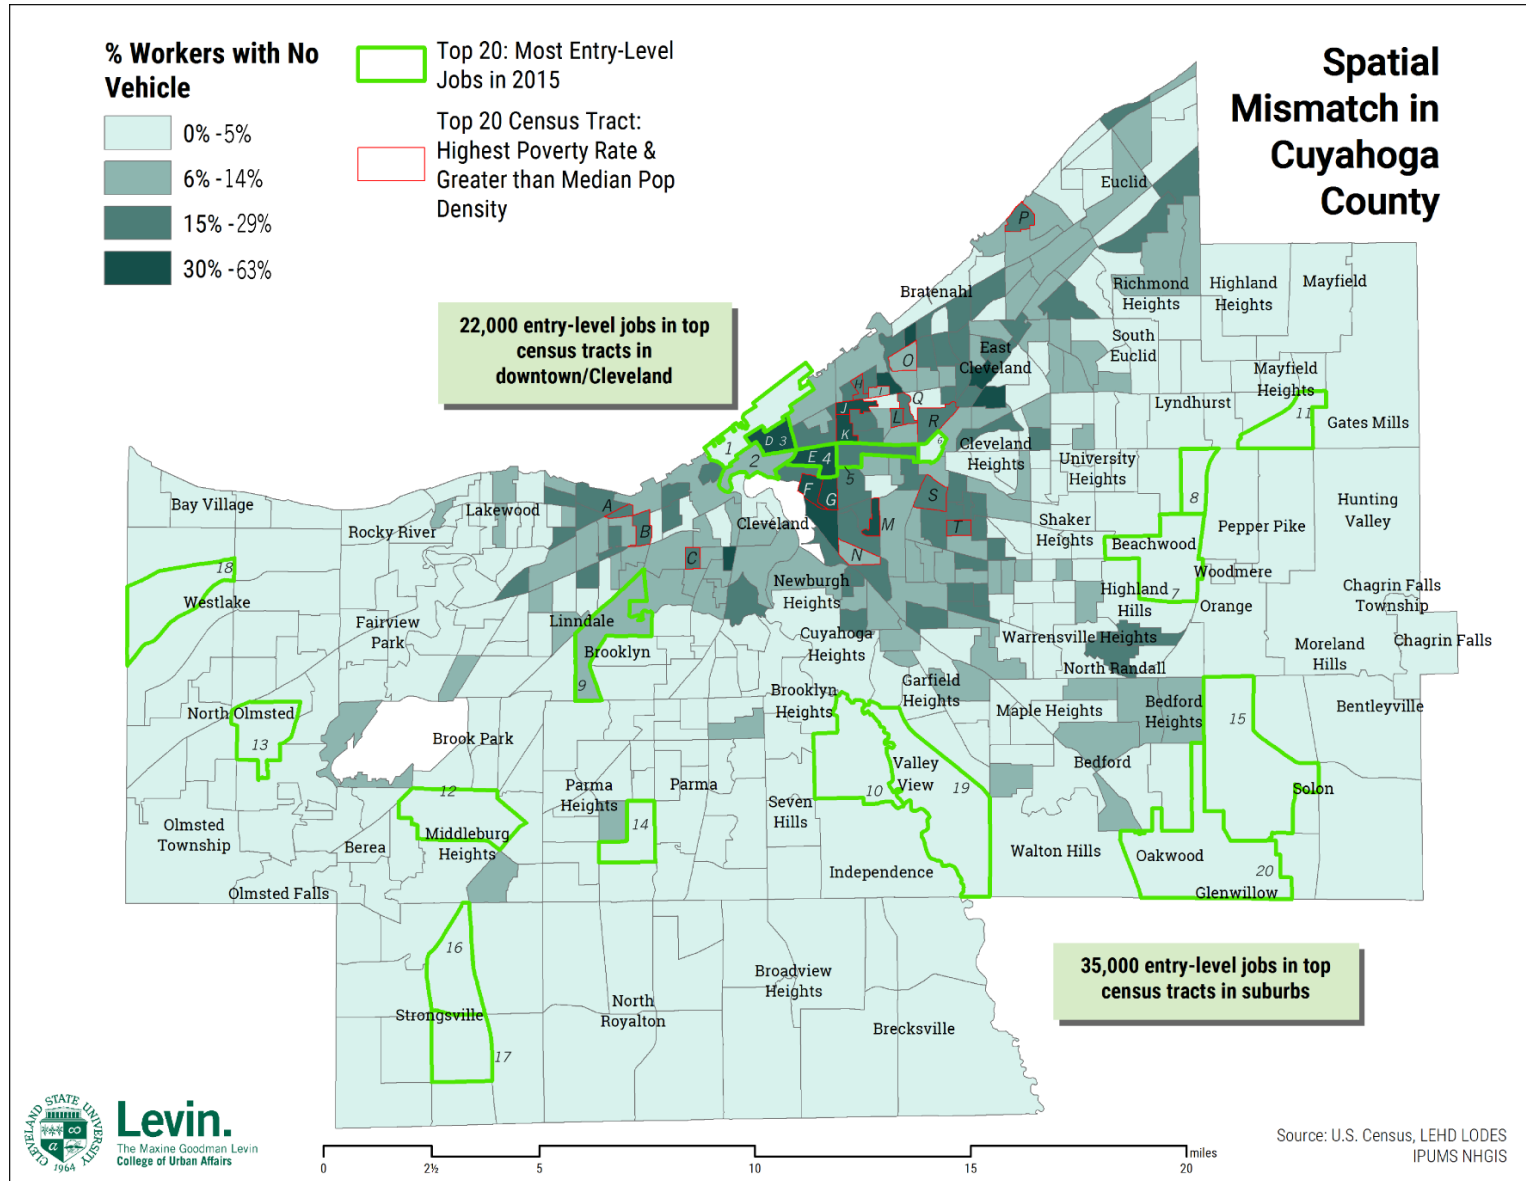 % Workers with No
Vehicle
0% -5%
6% -14%
15% -29%
30% -63%
Top 20: Most Entry-Level
Jobs in 2015
Top 20 Census Tract:
Highest Poverty Rate &
Greater than Median Pop
Density
Spatial
Mismatch in
Cuyahoga
County
22,000 entry-level jobs in top
census tracts in
downtown/Cleveland
Euclid
P
Bratenahl
Richmond
Heights
Highland
Heights
Mayfield
South
Euclid
East
Cleveland
Mayfield
Heights
Lyndhurst
11
Gates Mills
O
H
I
J
Q
L
R
K
1
D 3
2
E 4
5
6
F
G
M
N
S
T
Cleveland
Heights
University
Heights
8
Hunting
Valley
Pepper Pike
Shaker
Heights
Beachwood
Woodmere
Highland
Hills
7
Orange
Chagrin Falls
Township
Chagrin Falls
Moreland
Hills
Bay Village
Rocky River
Lakewood
A
B
C
Cleveland
18
Westlake
Fairview
Park
Linndale
Brooklyn
9
Newburgh
Heights
Cuyahoga
Heights
Warrensville Heights
North Randall
Garfield
Heights
Brooklyn
Heights
Maple Heights
Bedford
Heights
15
Bentleyville
North Olmsted
13
Brook Park
Bedford
Valley
View
10
19
Solon
Parma
Heights
Parma
14
Seven
Hills
12
Middleburg
Heights
Olmsted
Township
Berea
Olmsted Falls
Independence
Walton Hills
Oakwood
20
Glenwillow
16
Strongsville
17
North
Royalton
Broadview
Heights
Brecksville
35,000 entry-level jobs in top
census tracts in suburbs
CLEVELAND STATE UNIVERSITY
1964
Levin.
The Maxine Goodman Levin
College of Urban Affairs
0
2½
5
10
15
20
miles
Source: U.S. Census, LEHD LODES
IPUMS NHGIS